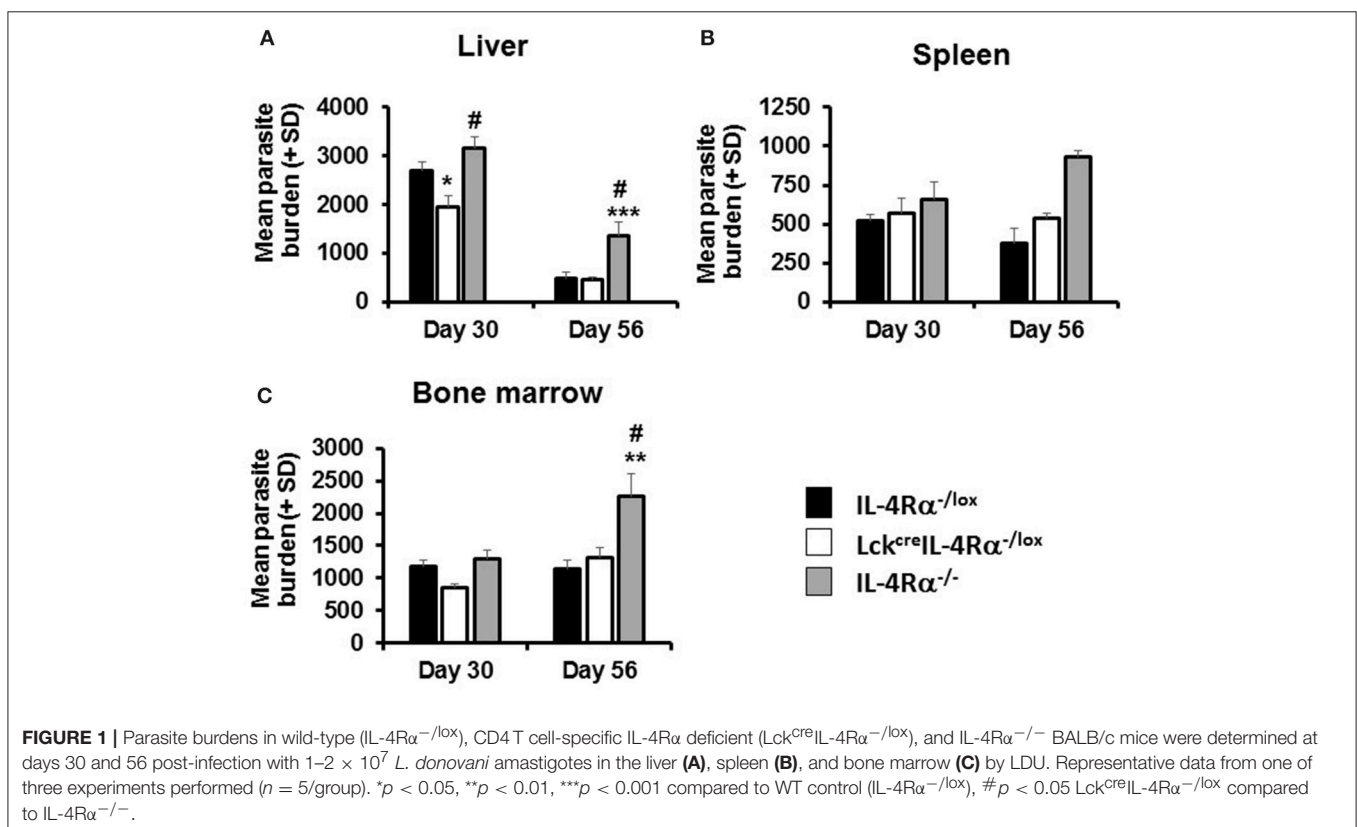 A
Liver
Mean parasite
burden (+ SD)
4000
3000
2000
1000
0
*
#
#
***
Day 30 Day 56
B
Spleen
Mean parasite
burden (+ SD)
1250
1000
750
500
250
0
Day 30 Day 56
C
Bone marrow
Mean parasite
burden (+ SD)
3000
2500
2000
1500
1000
500
0
#
**
Day 30 Day 56
IL-4Rα-/lox
LckcreIL-4Rα-/lox
IL-4Rα-/-
FIGURE 1 | Parasite burdens in wild-type (IL-4Rα−/lox), CD4 T cell-specific IL-4Rα deficient (LckcreIL-4Rα−/lox), and IL-4Rα−/− BALB/c mice were determined at
days 30 and 56 post-infection with 1–2 × 10⁷ L. donovani amastigotes in the liver (A), spleen (B), and bone marrow (C) by LDU. Representative data from one of
three experiments performed (n = 5/group). *p < 0.05, **p < 0.01, ***p < 0.001 compared to WT control (IL-4Rα−/lox), #p < 0.05 LckcreIL-4Rα−/lox compared
to IL-4Rα−/−.